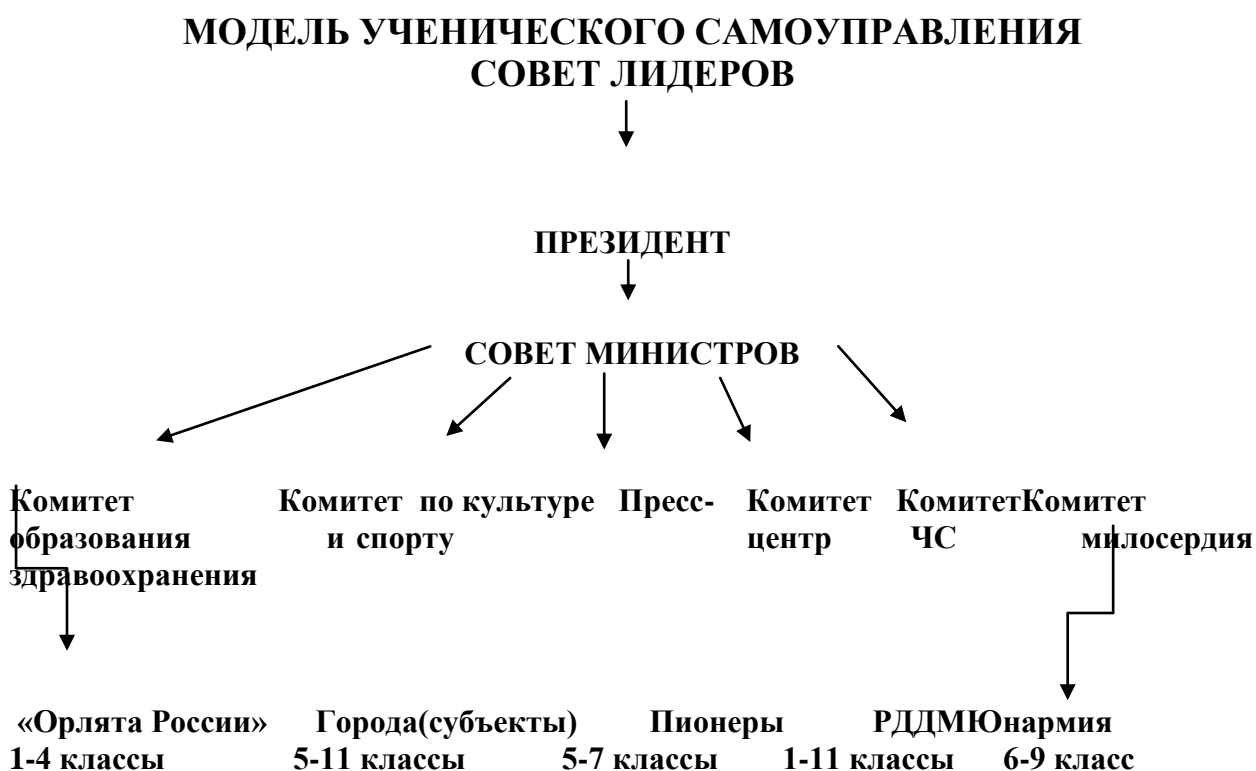 МОДЕЛЬ УЧЕНИЧЕСКОГО САМОУПРАВЛЕНИЯ
СОВЕТ ЛИДЕРОВ
ПРЕЗИДЕНТ
СОВЕТ МИНИСТРОВ
Комитет Комитет по культуре Пресс- Комитет КомитетКомитет
образования и спорту центр ЧС милосердия
здравоохранения
«Орлята России» Города(субъекты) Пионеры РДДМЮнармия
1-4 классы 5-11 классы 5-7 классы 1-11 классы 6-9 класс